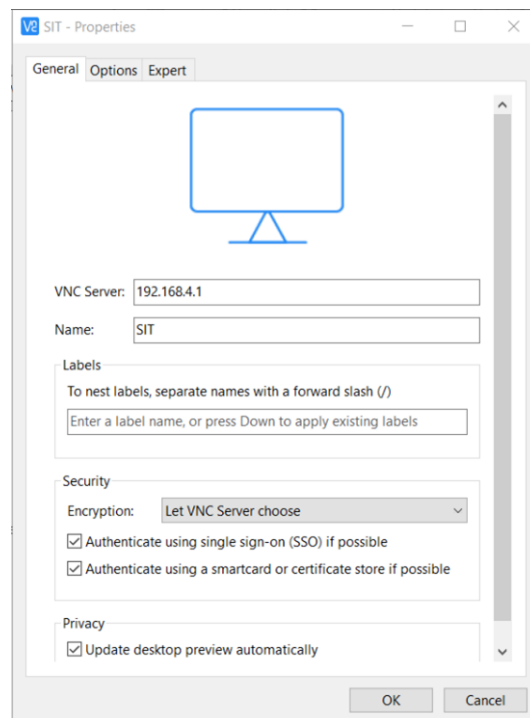 V2 SIT - Properties
General Options Expert
VNC Server: 192.168.4.1
Name: SIT
Labels
To nest labels, separate names with a forward slash (/)
Enter a label name, or press Down to apply existing labels
Security
Encryption: Let VNC Server choose
Authenticate using single sign-on (SSO) if possible
Authenticate using a smartcard or certificate store if possible
Privacy
Update desktop preview automatically
OK Cancel